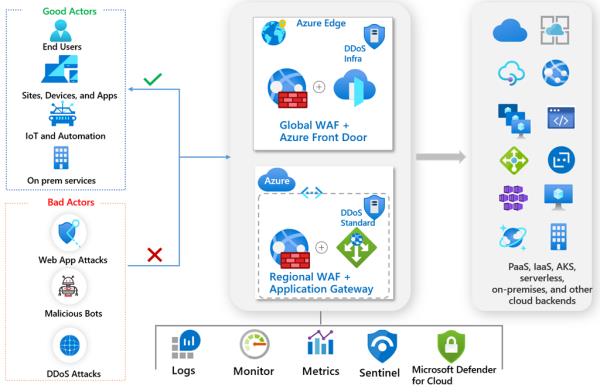 Good Actors
End Users
Sites, Devices, and Apps
IoT and Automation
On prem services
Bad Actors
Web App Attacks
Malicious Bots
DDoS Attacks
Azure Edge
DDoS
Infra
Global WAF +
Azure Front Door
Azure
DDoS
Standard
Regional WAF +
Application Gateway
PaaS, IaaS, AKS,
serverless,
on-premises, and other
cloud backends
Logs
Monitor
Metrics
Sentinel
Microsoft Defender
for Cloud